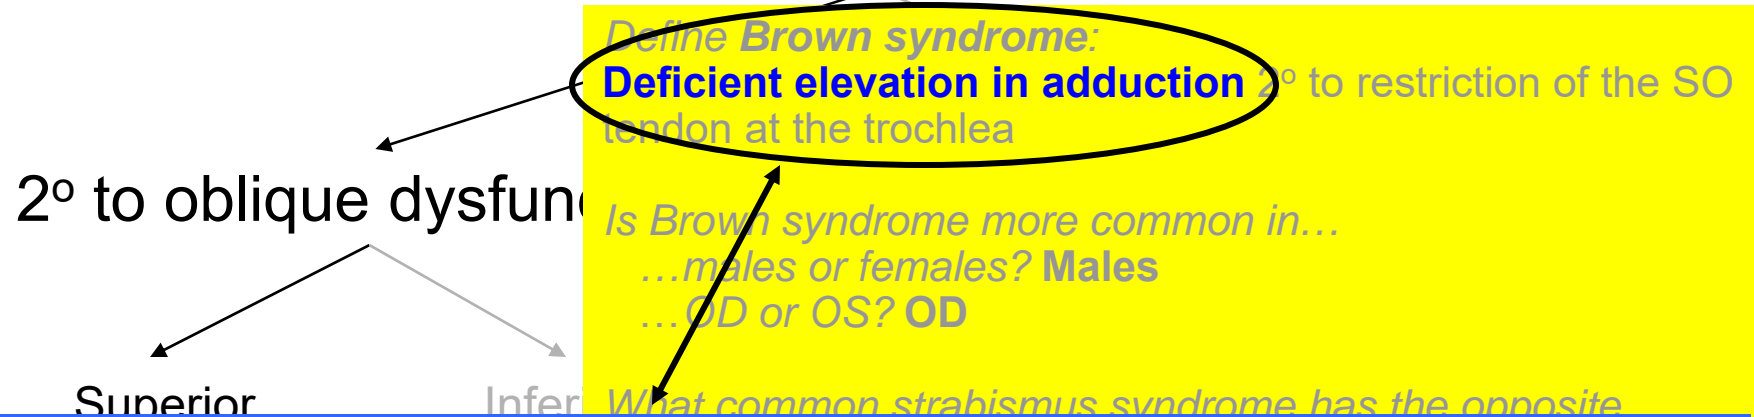 Define Brown syndrome:
Deficient elevation in adduction 2º to restriction of the SO
tendon at the trochlea
2º to oblique
Is Brown syndrome more common in…
…males or females? Males
…OD or OS? OD
Superior
What common strabismus syndrome has the opposite